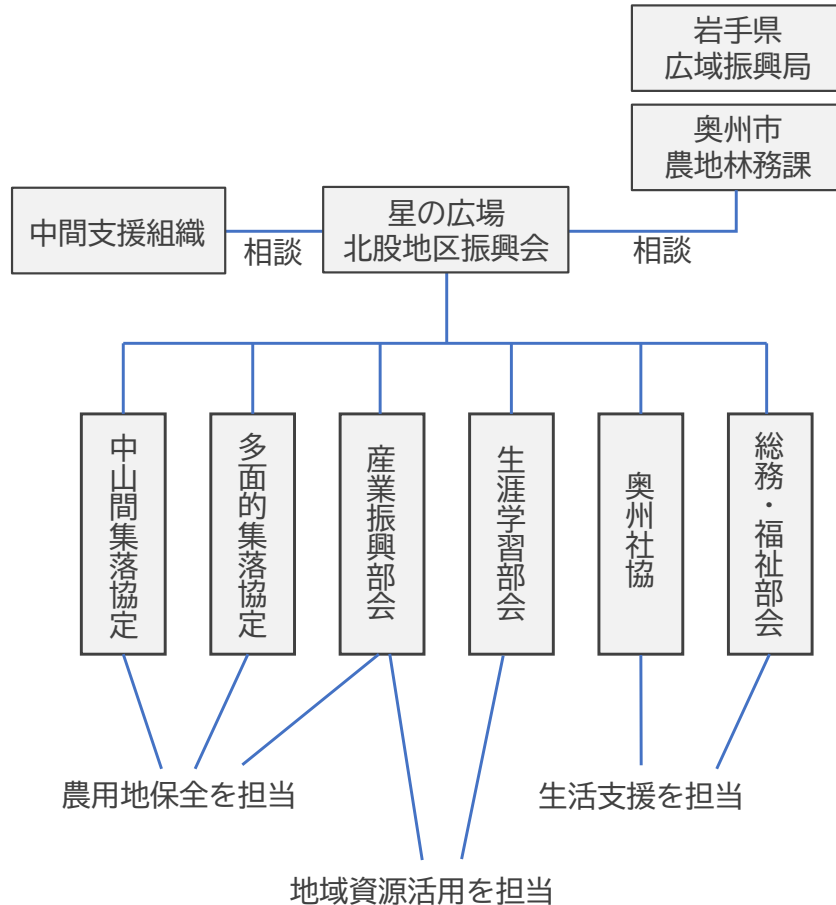 岩手県
広域振興局
奥州市
農地林務課
中間支援組織
相談
星の広場
北股地区振興会
相談
中山間集落協定
多面的集落協定
産業振興部会
生涯学習部会
奥州社協
総務・福祉部会
農用地保全を担当
生活支援を担当
地域資源活用を担当